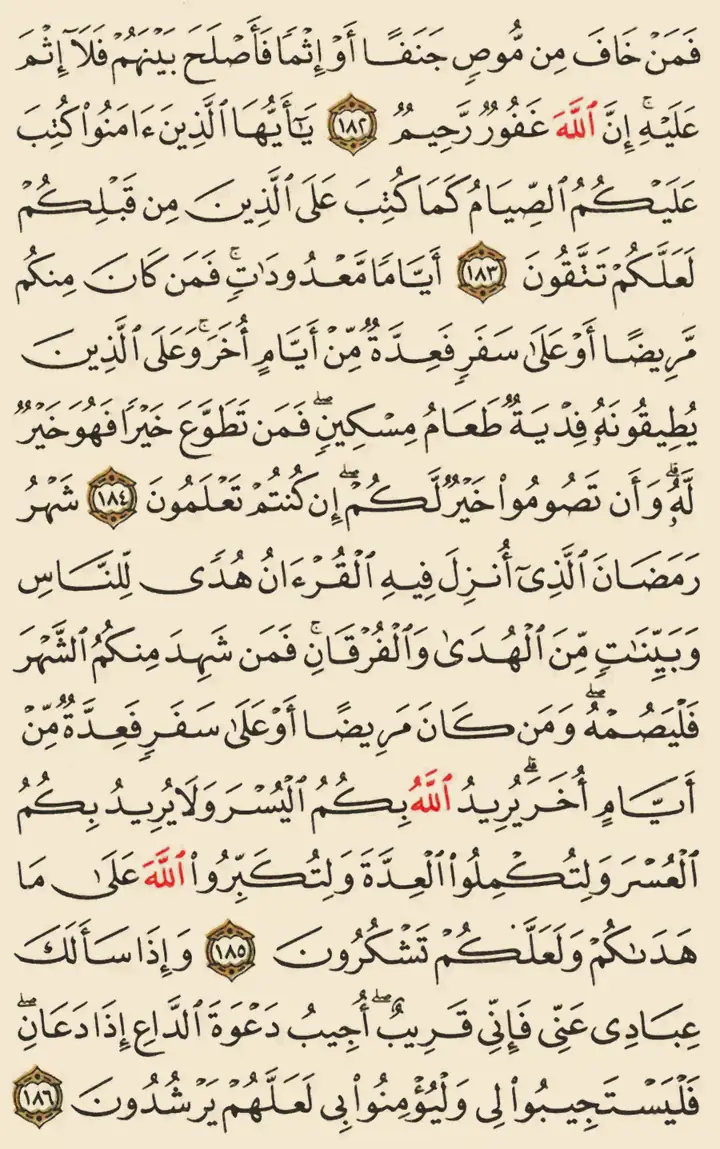 فَمَنْ خَافَ مِن مُّوصٍ جَنَفًا أَوْ إِثْمًا فَأَصْلَحَ بَيْنَهُمْ فَلَآ إِثْمَ
عَلَيْهِ ۚ إِنَّ ٱللَّهَ غَفُورٌ رَّحِيمٌ ١٨٢ يَـٰٓأَيُّهَا ٱلَّذِينَ ءَامَنُوا۟ كُتِبَ
عَلَيْكُمُ ٱلصِّيَامُ كَمَا كُتِبَ عَلَى ٱلَّذِينَ مِن قَبْلِكُمْ
لَعَلَّكُمْ تَتَّقُونَ ١٨٣ أَيَّامًا مَّعْدُودَٰتٍ ۚ فَمَن كَانَ مِنكُم
مَّرِيضًا أَوْ عَلَىٰ سَفَرٍ فَعِدَّةٌ مِّنْ أَيَّامٍ أُخَرَ ۚ وَعَلَى ٱلَّذِينَ
يُطِيقُونَهُۥ فِدْيَةٌ طَعَامُ مِسْكِينٍ ۖ فَمَن تَطَوَّعَ خَيْرًا فَهُوَ خَيْرٌ
لَّهُۥ ۚ وَأَن تَصُومُوا۟ خَيْرٌ لَّكُمْ ۖ إِن كُنتُمْ تَعْلَمُونَ ١٨٤ شَهْرُ
رَمَضَانَ ٱلَّذِىٓ أُنزِلَ فِيهِ ٱلْقُرْءَانُ هُدًى لِّلنَّاسِ
وَبَيِّنَـٰتٍ مِّنَ ٱلْهُدَىٰ وَٱلْفُرْقَانِ ۚ فَمَن شَهِدَ مِنكُمُ ٱلشَّهْرَ
فَلْيَصُمْهُ ۖ وَمَن كَانَ مَرِيضًا أَوْ عَلَىٰ سَفَرٍ فَعِدَّةٌ مِّنْ
أَيَّامٍ أُخَرَ ۗ يُرِيدُ ٱللَّهُ بِكُمُ ٱلْيُسْرَ وَلَا يُرِيدُ بِكُمُ
ٱلْعُسْرَ وَلِتُكْمِلُوا۟ ٱلْعِدَّةَ وَلِتُكَبِّرُوا۟ ٱللَّهَ عَلَىٰ مَا
هَدَىٰكُمْ وَلَعَلَّكُمْ تَشْكُرُونَ ١٨٥ وَإِذَا سَأَلَكَ
عِبَادِى عَنِّى فَإِنِّى قَرِيبٌ ۖ أُجِيبُ دَعْوَةَ ٱلدَّاعِ إِذَا دَعَانِ ۖ
فَلْيَسْتَجِيبُوا۟ لِى وَلْيُؤْمِنُوا۟ بِى لَعَلَّهُمْ يَرْشُدُونَ ١٨٦